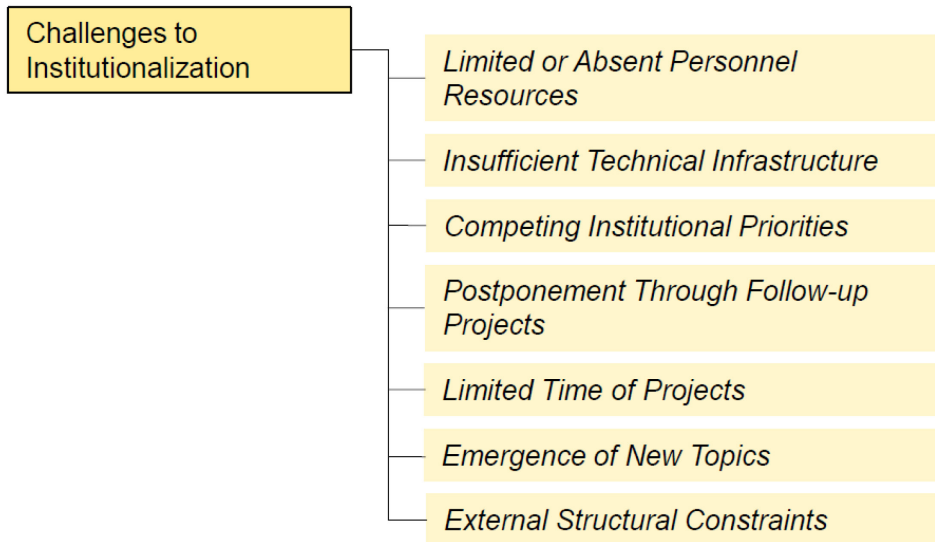 Challenges to
Institutionalization
Limited or Absent Personnel
Resources
Insufficient Technical Infrastructure
Competing Institutional Priorities
Postponement Through Follow-up
Projects
Limited Time of Projects
Emergence of New Topics
External Structural Constraints